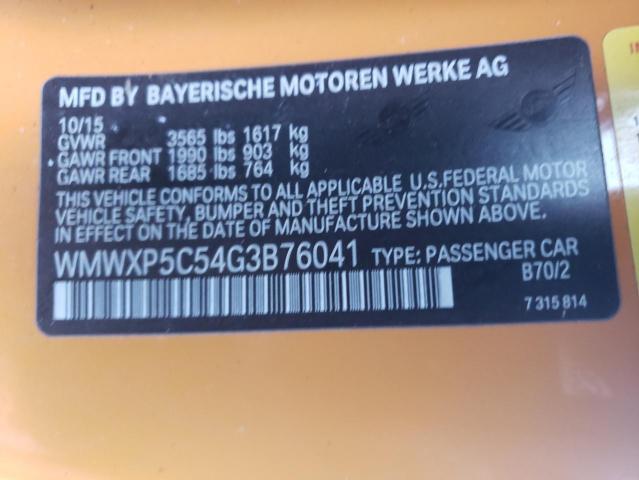 MFD BY BAYERISCHE MOTOREN WERKE AG
10/15
GVWR 3565 lbs 1617 kg
GAWR FRONT 1990 lbs 903 kg
GAWR REAR 1685 lbs 764 kg
THIS VEHICLE CONFORMS TO ALL APPLICABLE U.S.FEDERAL MOTOR
VEHICLE SAFETY, BUMPER AND THEFT PREVENTION STANDARDS
IN EFFECT ON THE DATE OF MANUFACTURE SHOWN ABOVE.
WMWXP5C54G3B76041 TYPE: PASSENGER CAR
B70/2
7 315 814